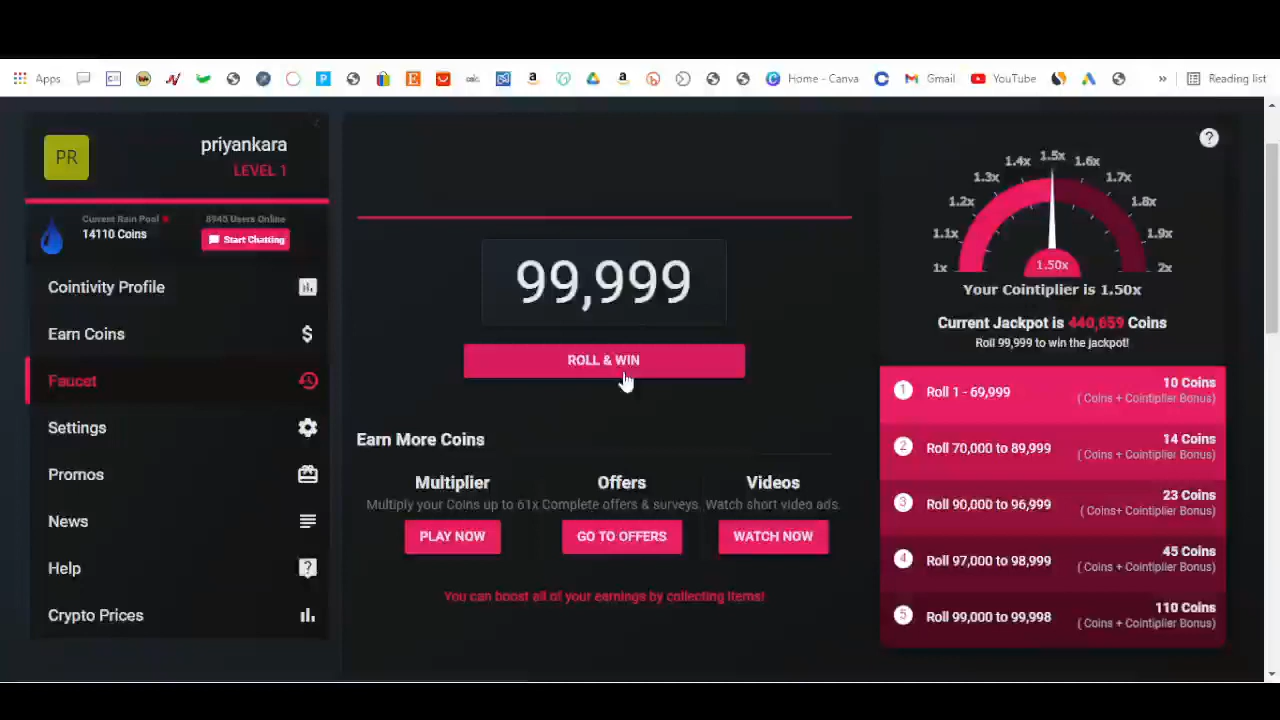 Apps
Home - Canva
Gmail
YouTube
»
Reading list
PR
priyankara
LEVEL 1
Current Rain Pool
14110 Coins
8945 Users Online
Start Chatting
Cointivity Profile
Earn Coins
Faucet
Settings
Promos
News
Help
Crypto Prices
99,999
ROLL & WIN
Earn More Coins
Multiplier
Multiply your Coins up to 61x
PLAY NOW
Offers
Complete offers & surveys.
GO TO OFFERS
Videos
Watch short video ads.
WATCH NOW
You can boost all of your earnings by collecting items!
?
1x
1.1x
1.2x
1.3x
1.4x
1.5x
1.6x
1.7x
1.8x
1.9x
2x
1.50x
Your Cointiplier is 1.50x
Current Jackpot is 440,659 Coins
Roll 99,999 to win the jackpot!
1 Roll 1 - 69,999 10 Coins
( Coins + Cointiplier Bonus)
2 Roll 70,000 to 89,999 14 Coins
( Coins + Cointiplier Bonus)
3 Roll 90,000 to 96,999 23 Coins
( Coins+ Cointiplier Bonus)
4 Roll 97,000 to 98,999 45 Coins
( Coins + Cointiplier Bonus)
5 Roll 99,000 to 99,998 110 Coins
( Coins + Cointiplier Bonus)